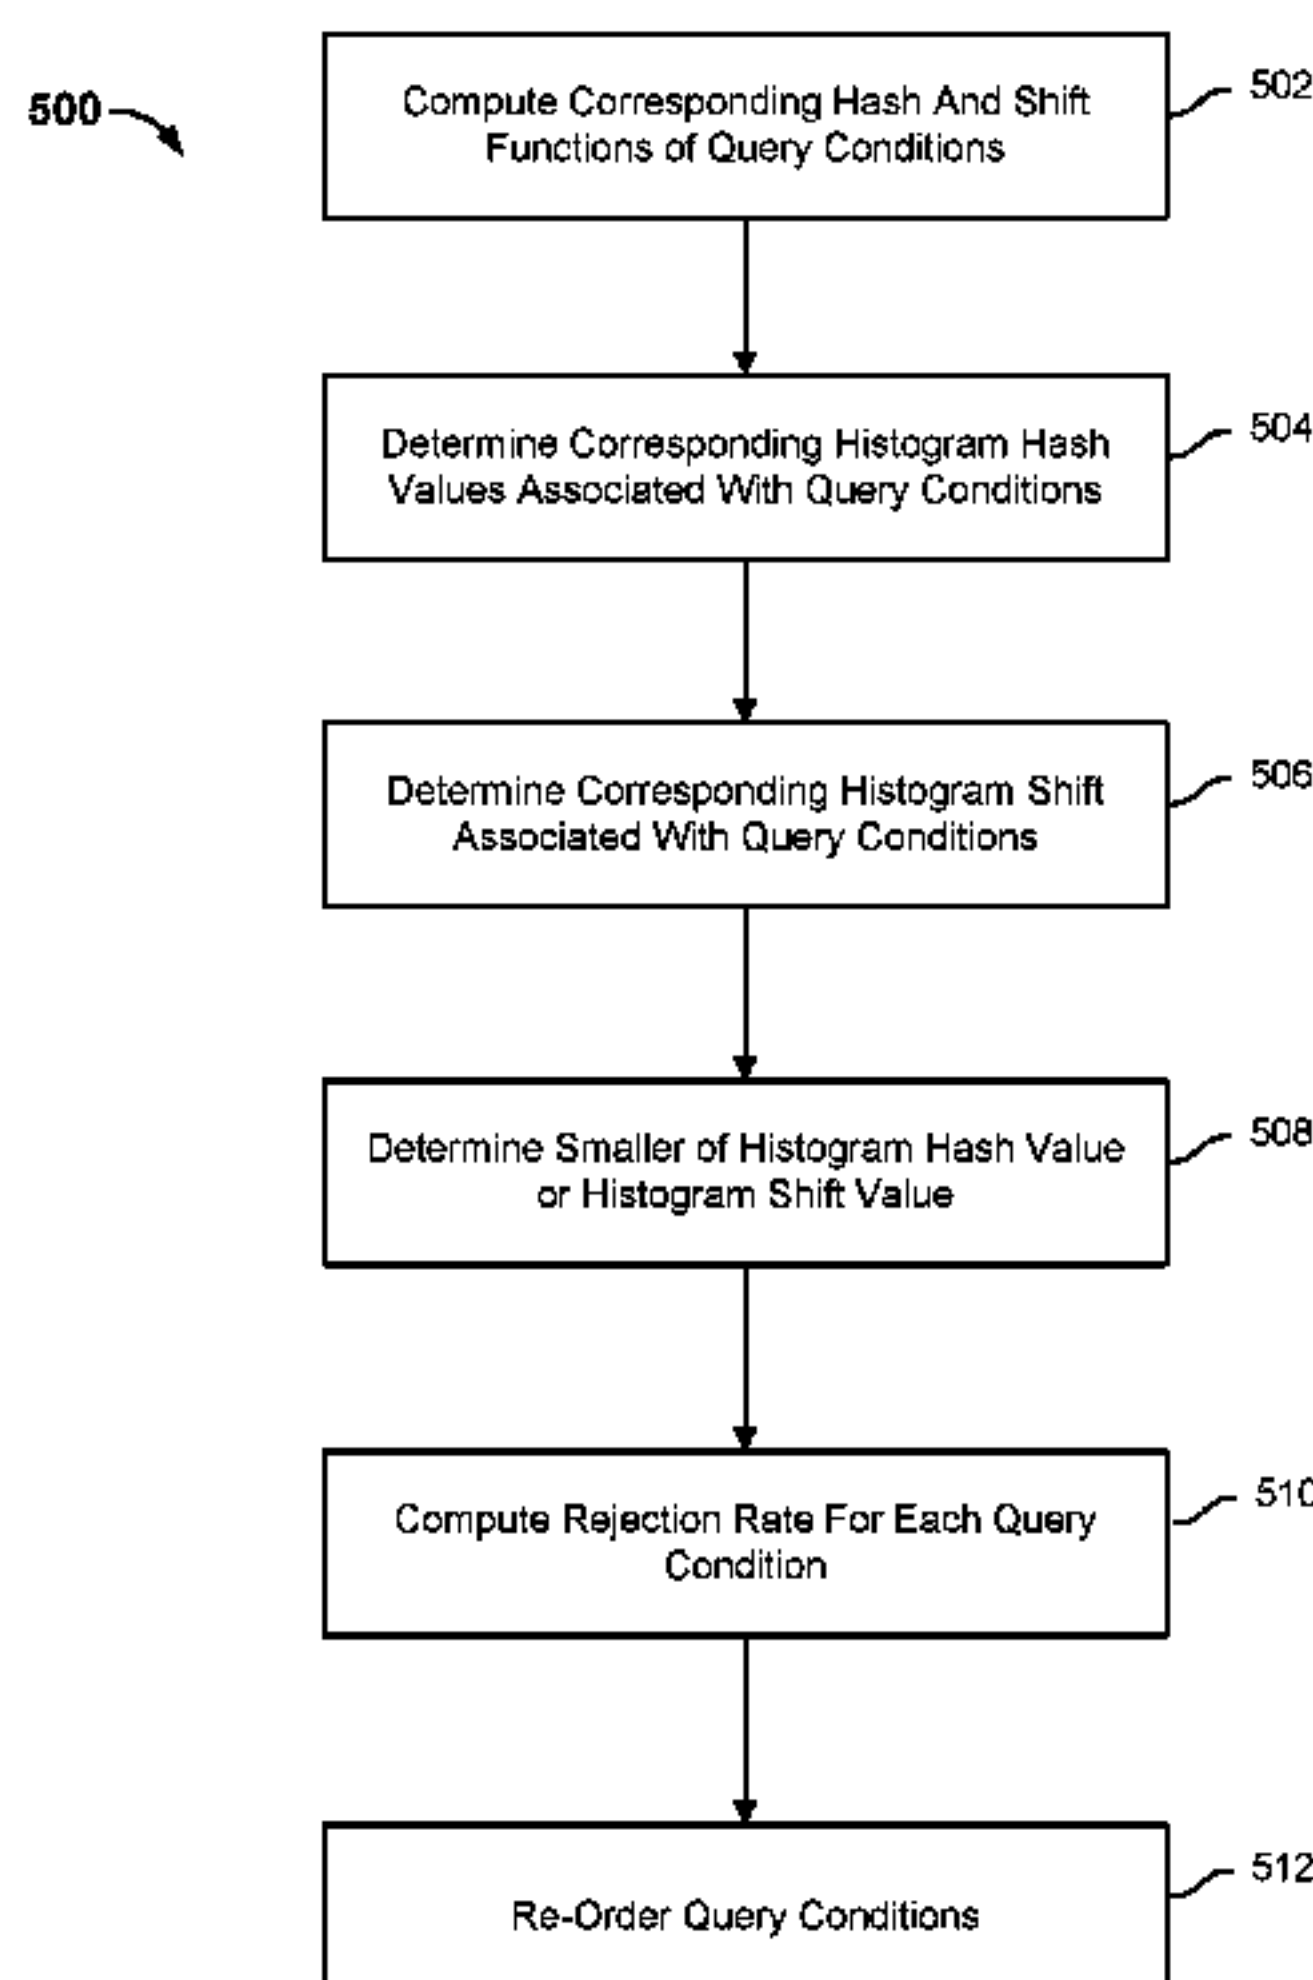 500
Compute Corresponding Hash And Shift
Functions of Query Conditions
502
Determine Corresponding Histogram Hash
Values Associated With Query Conditions
504
Determine Corresponding Histogram Shift
Associated With Query Conditions
506
Determine Smaller of Histogram Hash Value
or Histogram Shift Value
508
Compute Rejection Rate For Each Query
Condition
510
Re-Order Query Conditions
512